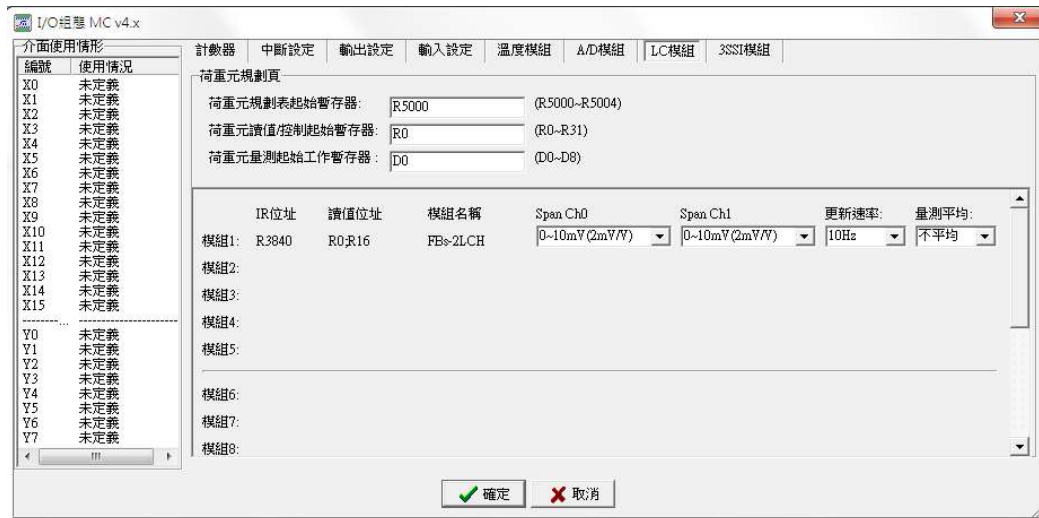 I/O組態 MC v4.x
介面使用情形
編號 使用情況
X0 未定義
X1 未定義
X2 未定義
X3 未定義
X4 未定義
X5 未定義
X6 未定義
X7 未定義
X8 未定義
X9 未定義
X10 未定義
X11 未定義
X12 未定義
X13 未定義
X14 未定義
X15 未定義
--------... ----------------------
Y0 未定義
Y1 未定義
Y2 未定義
Y3 未定義
Y4 未定義
Y5 未定義
Y6 未定義
Y7 未定義
計數器 中斷設定 輸出設定 輸入設定 溫度模組 A/D模組 LC模組 3SSI模組
荷重元規劃頁
荷重元規劃表起始暫存器: R5000 (R5000~R5004)
荷重元讀值/控制起始暫存器: R0 (R0~R31)
荷重元量測起始工作暫存器: D0 (D0~D8)
IR位址 讀值位址 模組名稱 Span Ch0 Span Ch1 更新速率: 量測平均:
模組1: R3840 R0;R16 FBs-2LCH 0~10mV(2mV/V) 0~10mV(2mV/V) 10Hz 不平均
模組2:
模組3:
模組4:
模組5:
模組6:
模組7:
模組8:
確定 取消